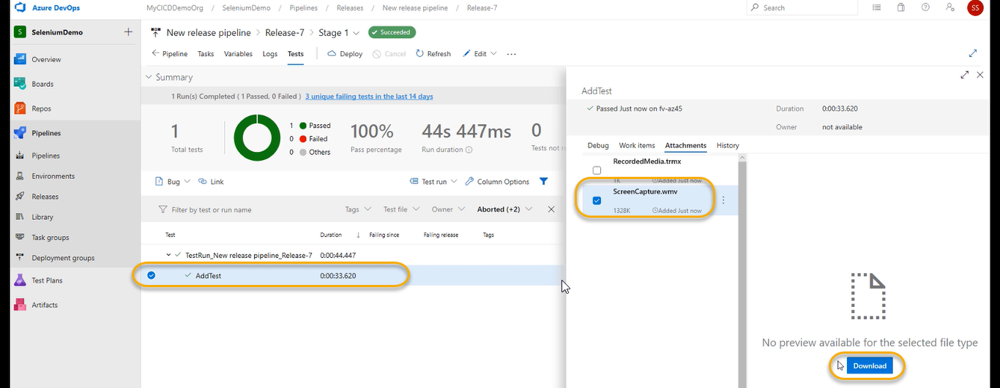 Azure DevOps
MyCICDDemoOrg / SeleniumDemo / Pipelines / Releases / New release pipeline / Release-7
Search
SS
S SeleniumDemo
New release pipeline > Release-7 > Stage 1 Succeeded
Pipeline Tasks Variables Logs Tests Deploy Cancel Refresh Edit ...
Overview
Boards
Repos
Pipelines
Pipelines
Environments
Releases
Library
Task groups
Deployment groups
Test Plans
Artifacts
Summary
1 Run(s) Completed ( 1 Passed, 0 Failed ) 3 unique failing tests in the last 14 days
1
Total tests
1 Passed
0 Failed
0 Others
100%
Pass percentage
44s 447ms
Run duration
0
Tests not
Bug Link Test run Column Options
Filter by test or run name Tags Test file Owner Aborted (+2)
Test Duration Failing since Failing release Tags
TestRun_New release pipeline_Release-7 0:00:44.447
AddTest 0:00:33.620
AddTest
Passed Just now on fv-az45 Duration 0:00:33.620
Owner not available
Debug Work items Attachments History
RecordedMedia.trmx
1K Added Just now
ScreenCapture.wmv
1328K Added Just now
No preview available for the selected file type
Download